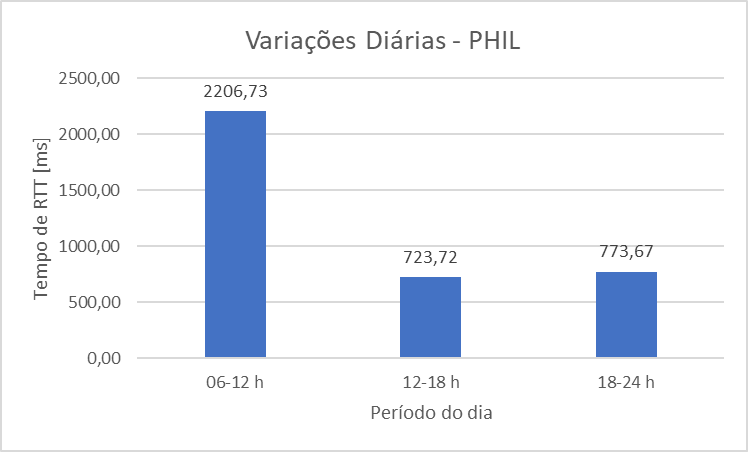 Variações Diárias - PHIL
Tempo de RTT [ms]
2500,00
2000,00
1500,00
1000,00
500,00
0,00
2206,73
723,72
773,67
06-12 h
12-18 h
18-24 h
Período do dia